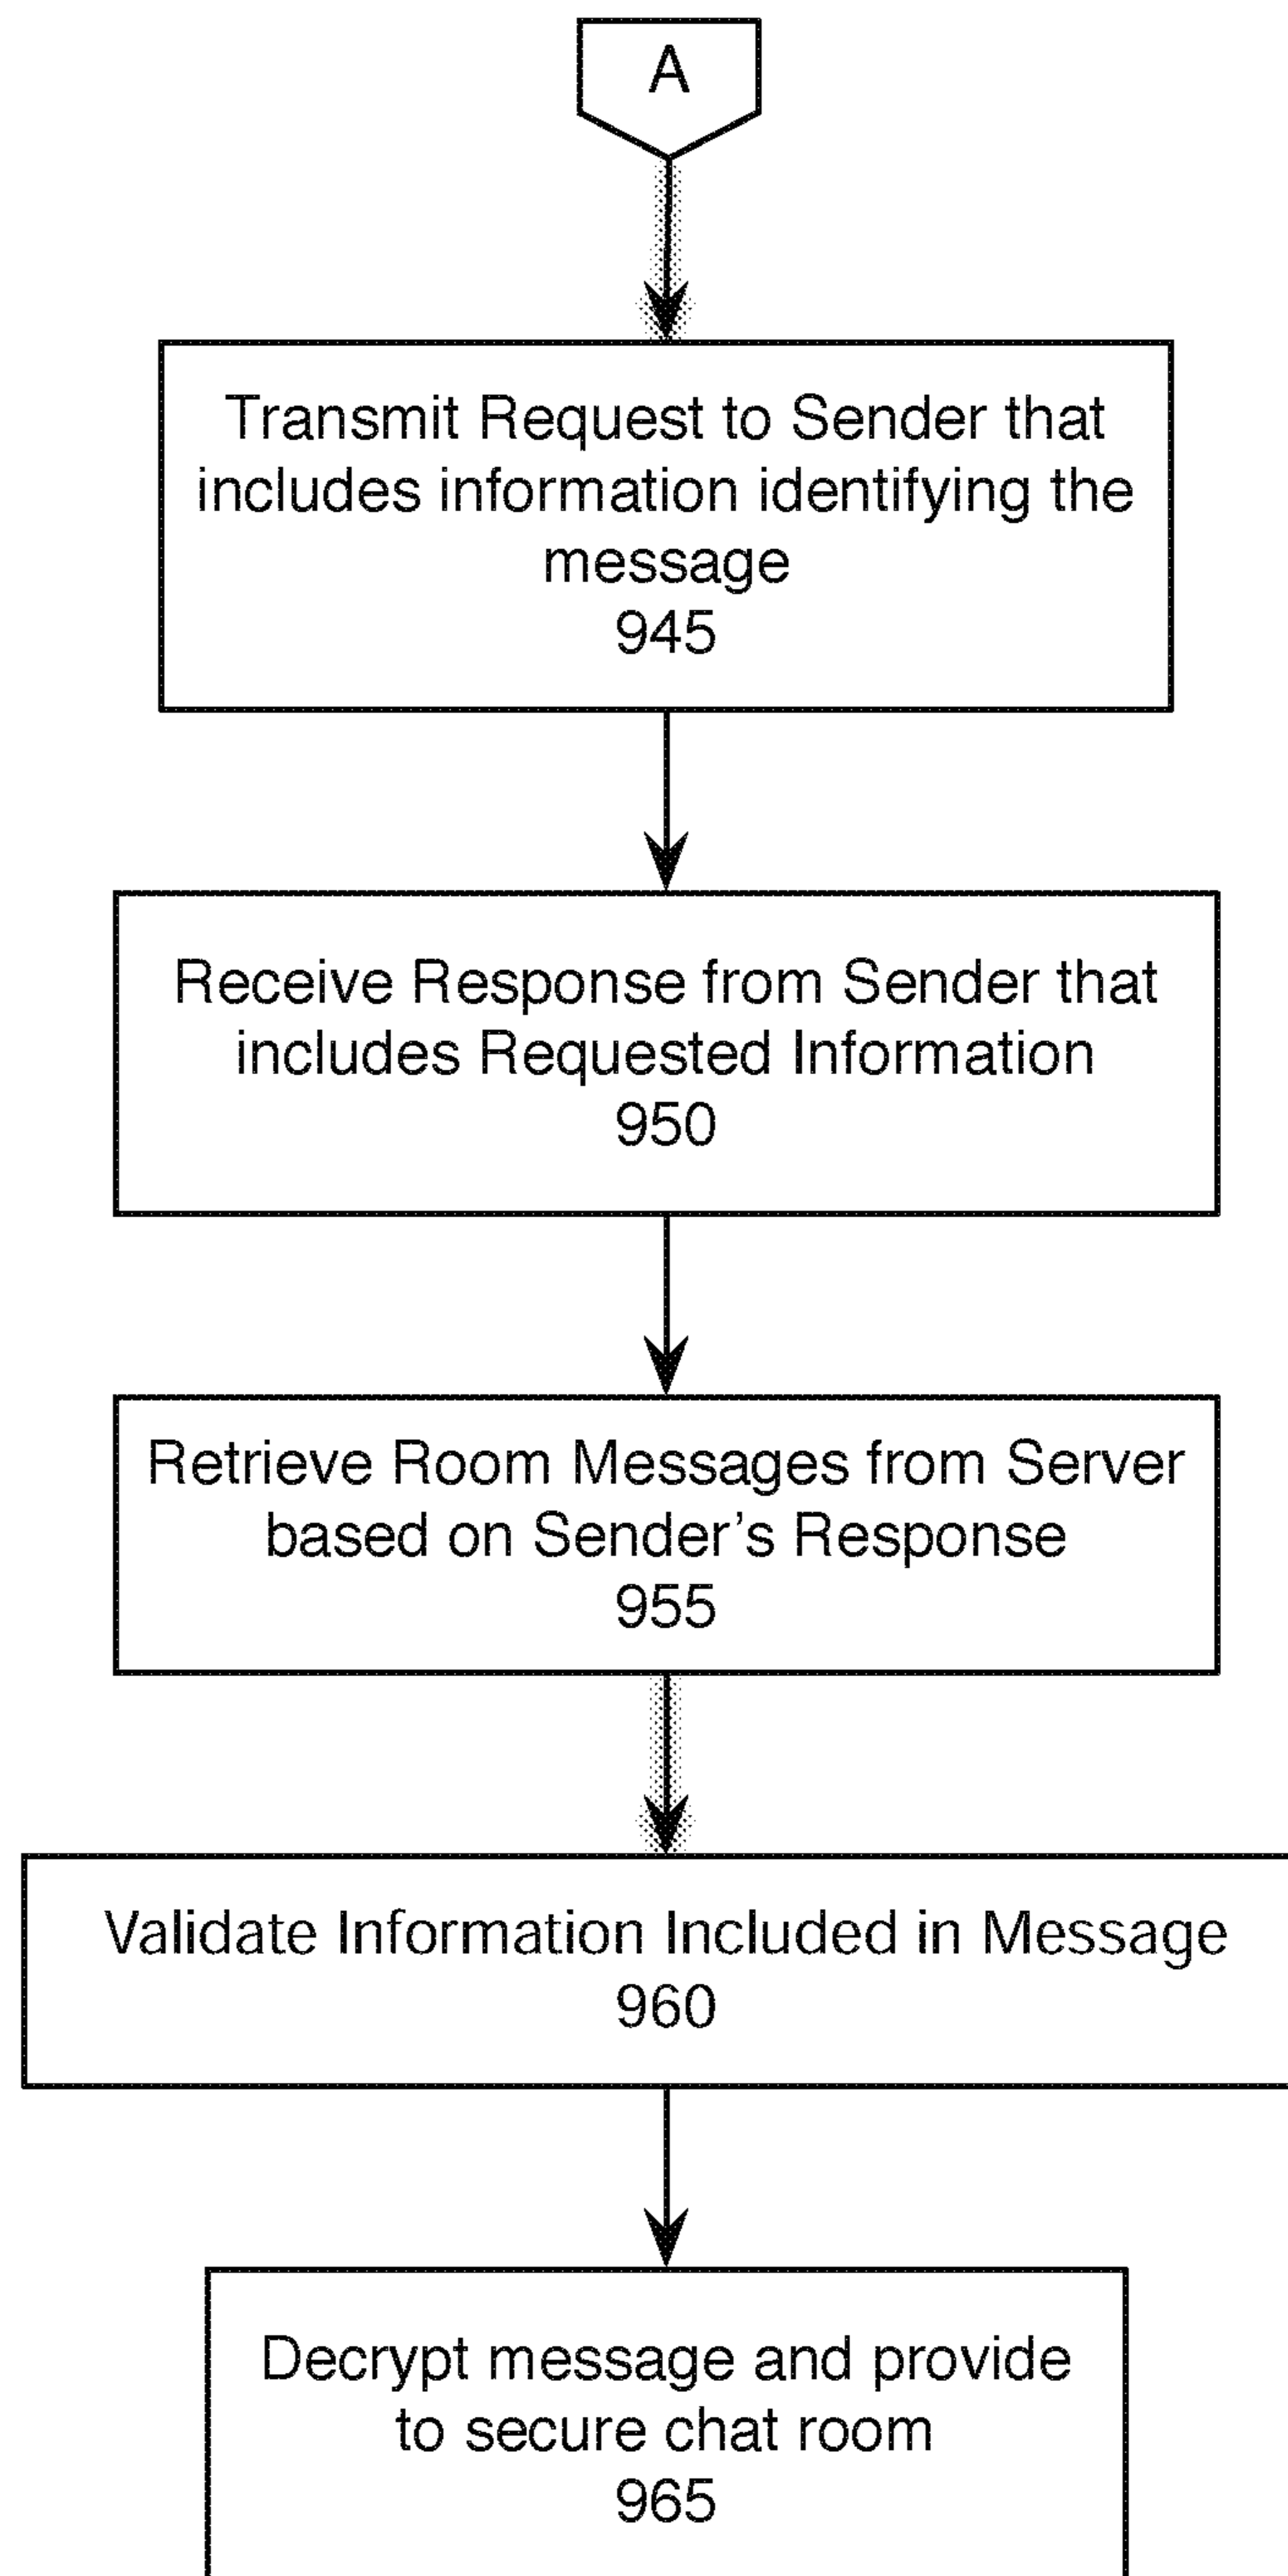 A
Transmit Request to Sender that
includes information identifying the
message
945
Receive Response from Sender that
includes Requested Information
950
Retrieve Room Messages from Server
based on Sender’s Response
955
Validate Information Included in Message
960
Decrypt message and provide
to secure chat room
965